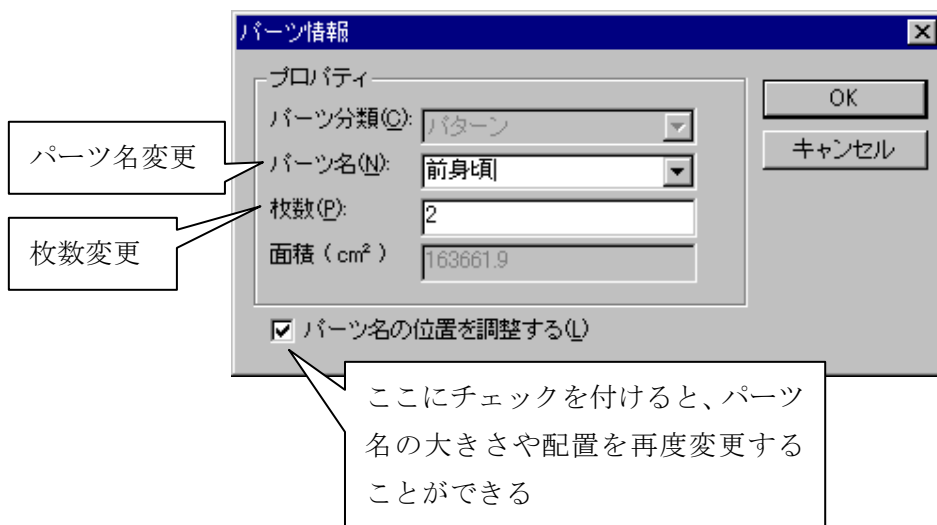 パーツ情報
プロパティ
パーツ分類(C): パターン
OK
パーツ名変更
パーツ名(N): 前身頃
キャンセル
枚数(P): 2
枚数変更
面積（cm²） 163661.9
パーツ名の位置を調整する(L)
ここにチェックを付けると、パーツ
名の大きさや配置を再度変更する
ことができる